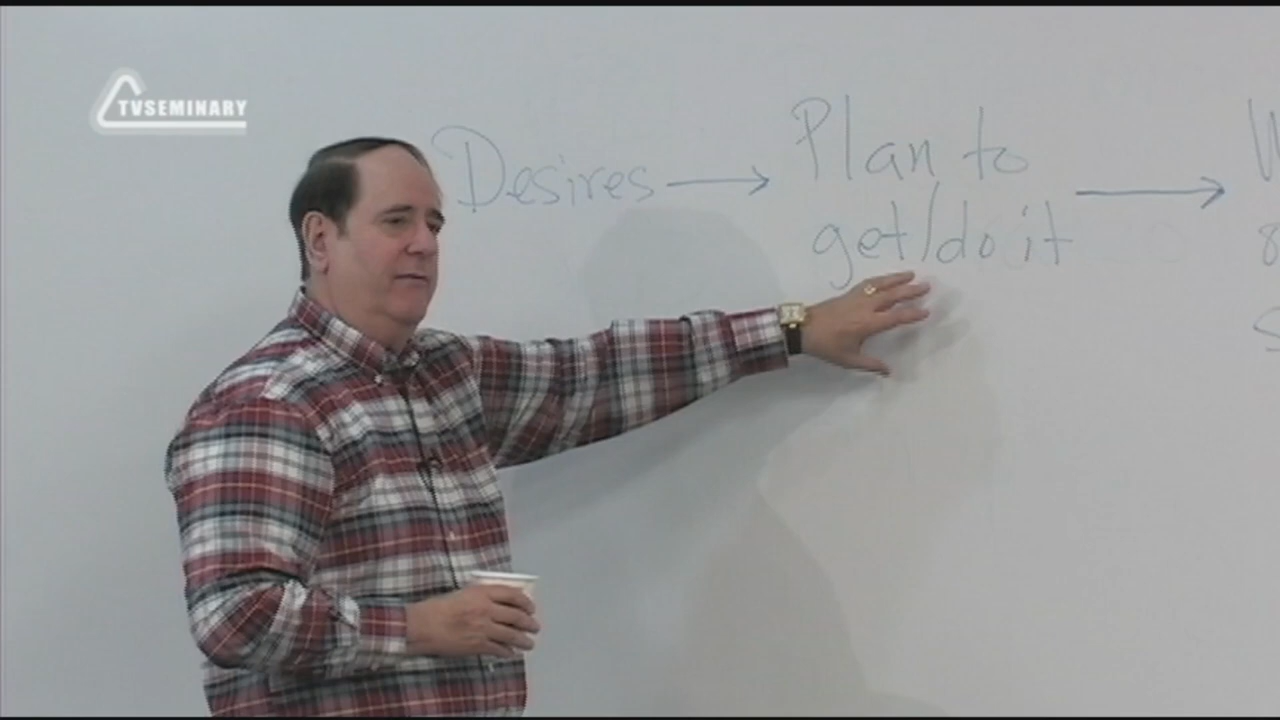 TVSEMINARY
Desires → Plan to →
get/do it